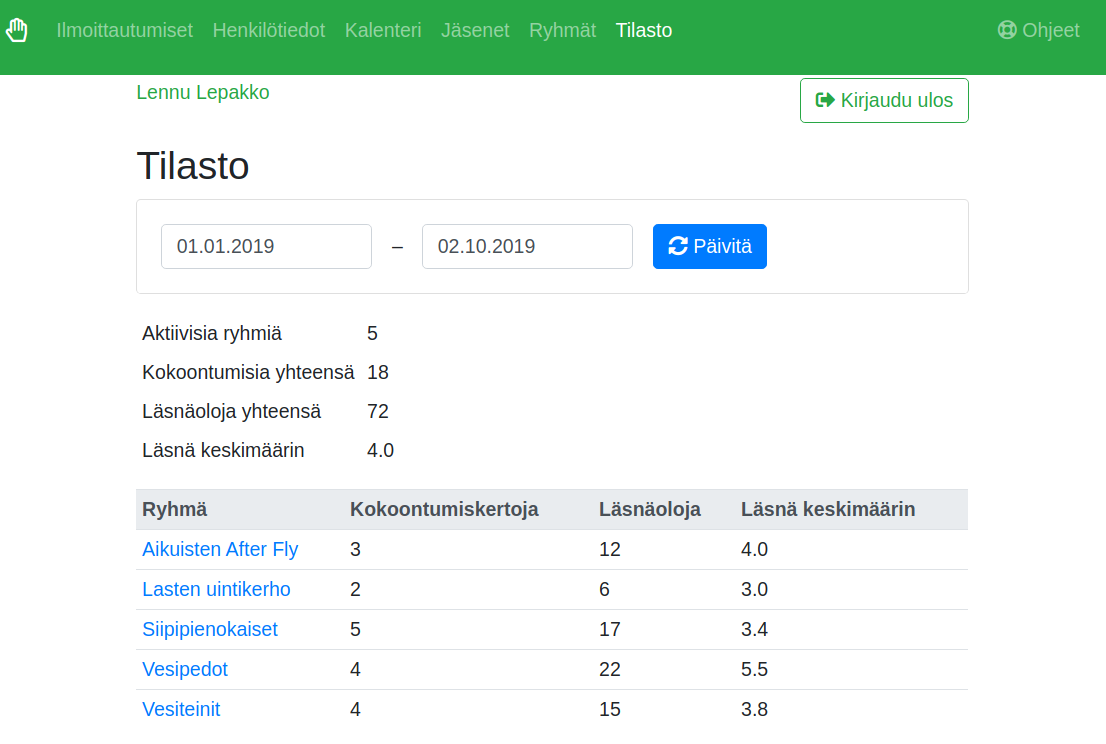 Ilmoittautumiset Henkilötiedot Kalenteri Jäsenet Ryhmät Tilasto Ohjeet
Lennu Lepakko Kirjaudu ulos
Tilasto
01.01.2019 – 02.10.2019 Päivitä
Aktiivisia ryhmiä 5
Kokoontumisia yhteensä 18
Läsnäoloja yhteensä 72
Läsnä keskimäärin 4.0
Ryhmä Kokoontumiskertoja Läsnäoloja Läsnä keskimäärin
Aikuisten After Fly 3 12 4.0
Lasten uintikerho 2 6 3.0
Siipipienokaiset 5 17 3.4
Vesipedot 4 22 5.5
Vesiteinit 4 15 3.8